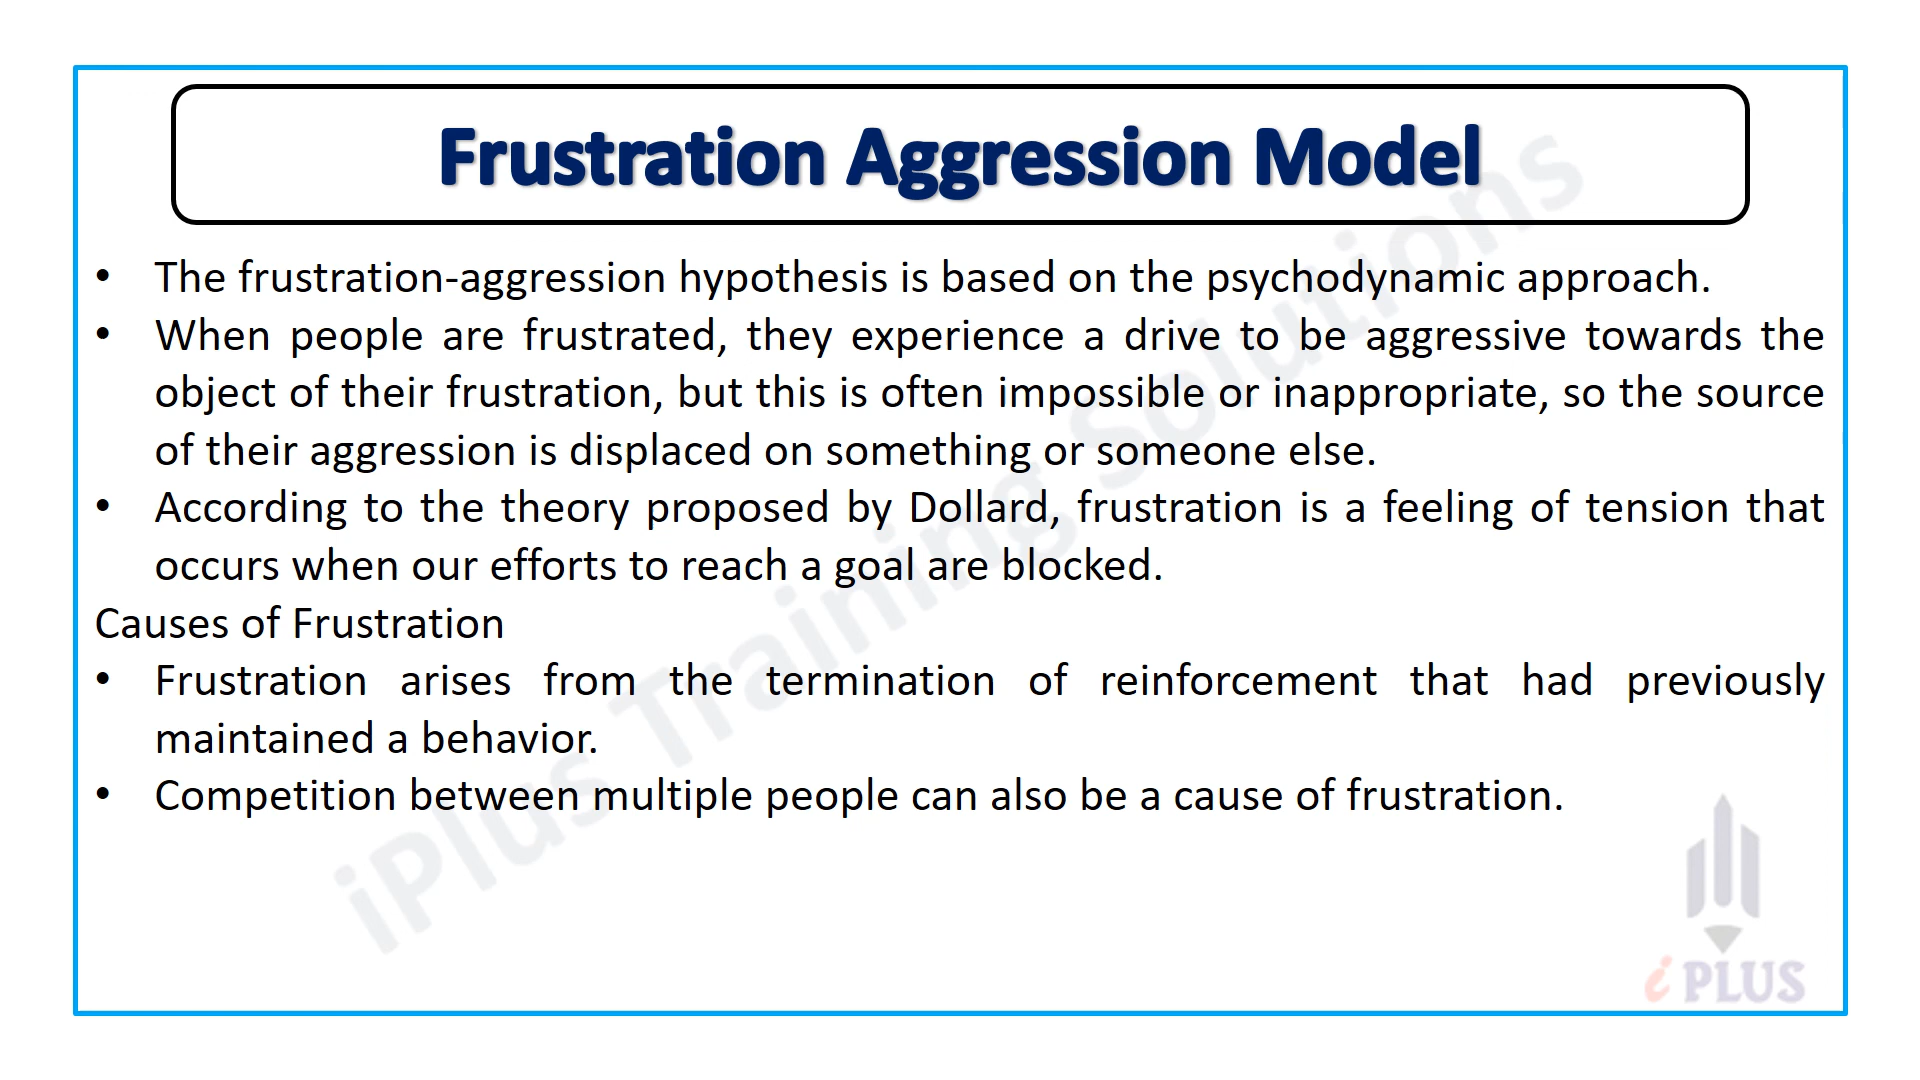 Frustration Aggression Model
• The frustration-aggression hypothesis is based on the psychodynamic approach.
• When people are frustrated, they experience a drive to be aggressive towards the
object of their frustration, but this is often impossible or inappropriate, so the source
of their aggression is displaced on something or someone else.
• According to the theory proposed by Dollard, frustration is a feeling of tension that
occurs when our efforts to reach a goal are blocked.
Causes of Frustration
• Frustration arises from the termination of reinforcement that had previously
maintained a behavior.
• Competition between multiple people can also be a cause of frustration.
iPlus Training Solutions
i PLUS